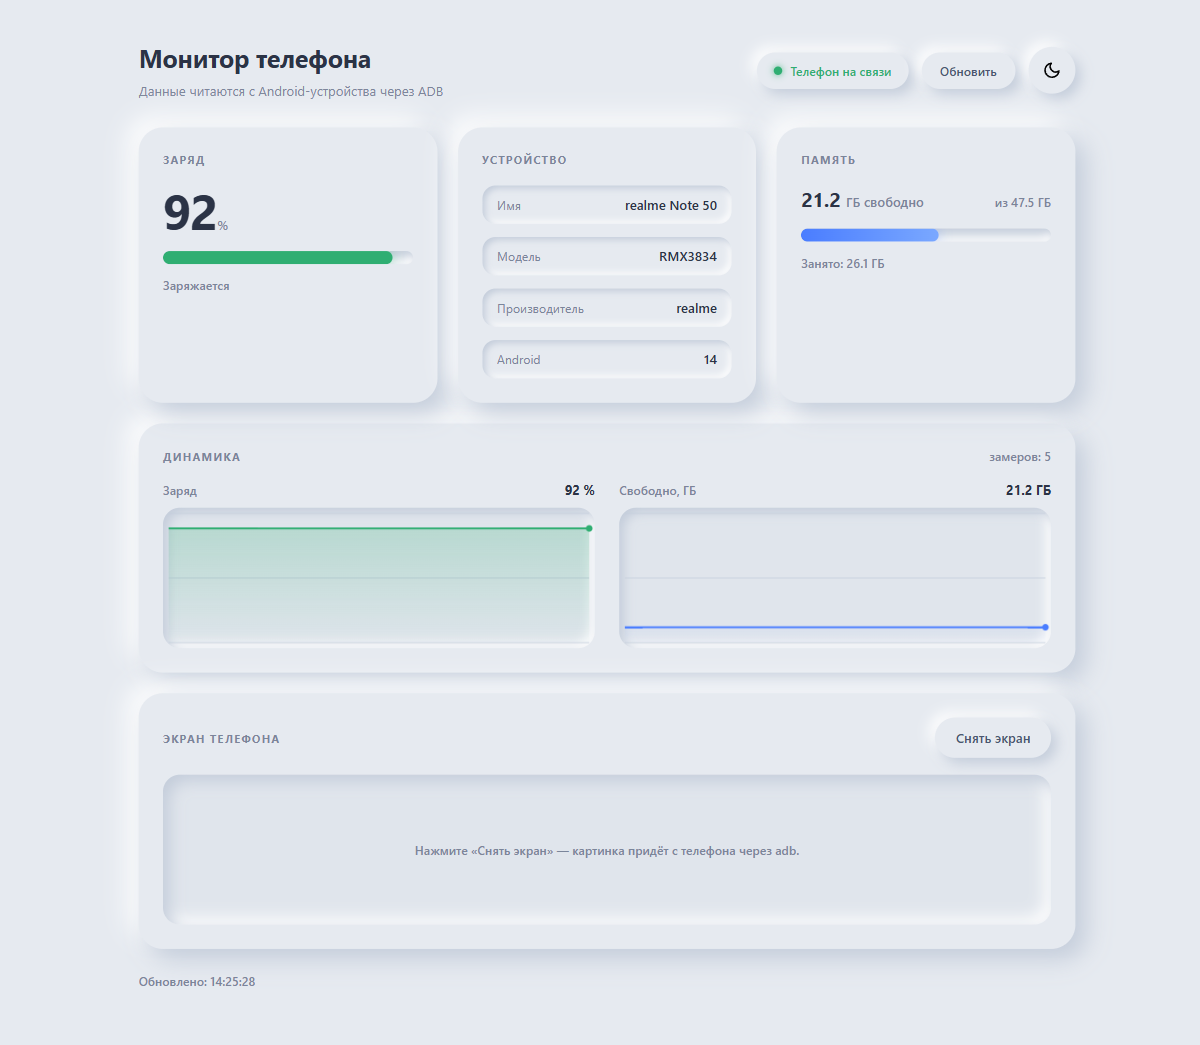 Монитор телефона
Данные читаются с Android-устройства через ADB
Телефон на связи
Обновить
ЗАРЯД
92%
Заряжается
УСТРОЙСТВО
Имя realme Note 50
Модель RMX3834
Производитель realme
Android 14
ПАМЯТЬ
21.2 ГБ свободно из 47.5 ГБ
Занято: 26.1 ГБ
ДИНАМИКА замеров: 5
Заряд 92 %
Свободно, ГБ 21.2 ГБ
ЭКРАН ТЕЛЕФОНА
Снять экран
Нажмите «Снять экран» — картинка придёт с телефона через adb.
Обновлено: 14:25:28